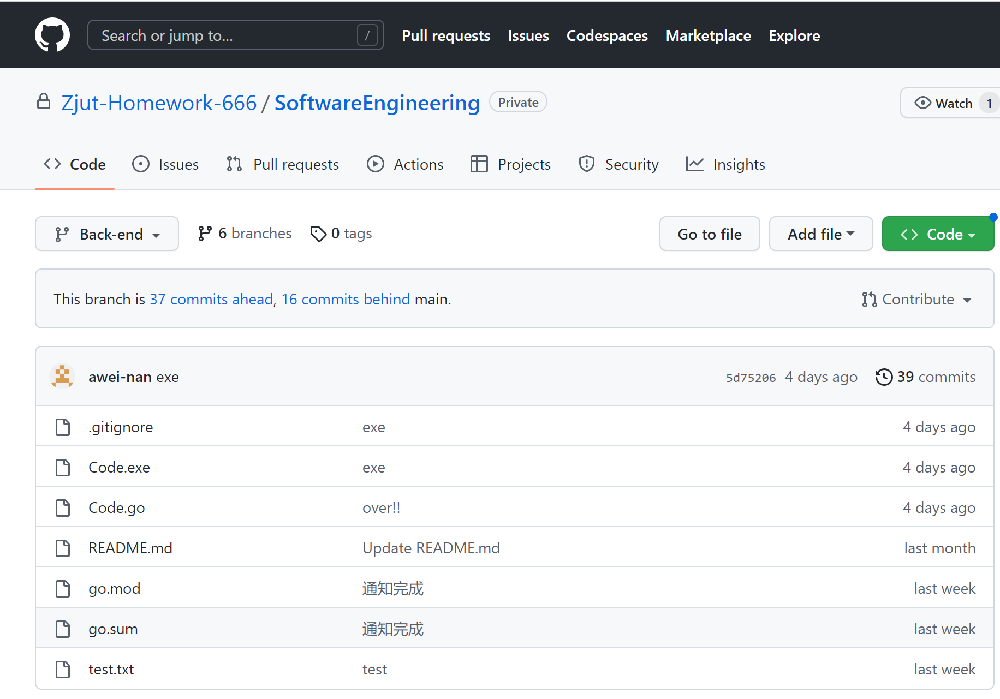 Search or jump to... / Pull requests Issues Codespaces Marketplace Explore
Zjut-Homework-666 / SoftwareEngineering Private Watch 1
Code Issues Pull requests Actions Projects Security Insights
Back-end 6 branches 0 tags Go to file Add file Code
This branch is 37 commits ahead, 16 commits behind main. Contribute
awei-nan exe 5d75206 4 days ago 39 commits
.gitignore exe 4 days ago
Code.exe exe 4 days ago
Code.go over!! 4 days ago
README.md Update README.md last month
go.mod 通知完成 last week
go.sum 通知完成 last week
test.txt test last week